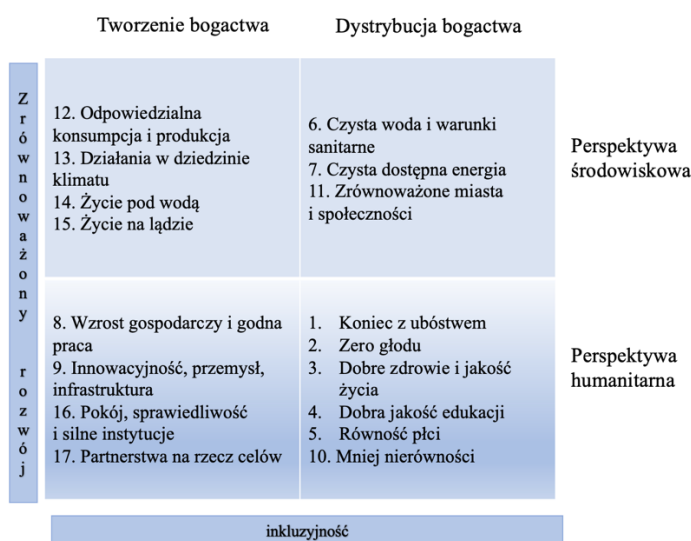 Tworzenie bogactwa
Dystrybucja bogactwa
Zrównoważony rozwój
12. Odpowiedzialna
konsumpcja i produkcja
13. Działania w dziedzinie
klimatu
14. Życie pod wodą
15. Życie na lądzie
6. Czysta woda i warunki
sanitarne
7. Czysta dostępna energia
11. Zrównoważone miasta
i społeczności
Perspektywa
środowiskowa
8. Wzrost gospodarczy i godna
praca
9. Innowacyjność, przemysł,
infrastruktura
16. Pokój, sprawiedliwość
i silne instytucje
17. Partnerstwa na rzecz celów
1. Koniec z ubóstwem
2. Zero głodu
3. Dobre zdrowie i jakość
życia
4. Dobra jakość edukacji
5. Równość płci
10. Mniej nierówności
Perspektywa
humanitarna
inkluzyjność